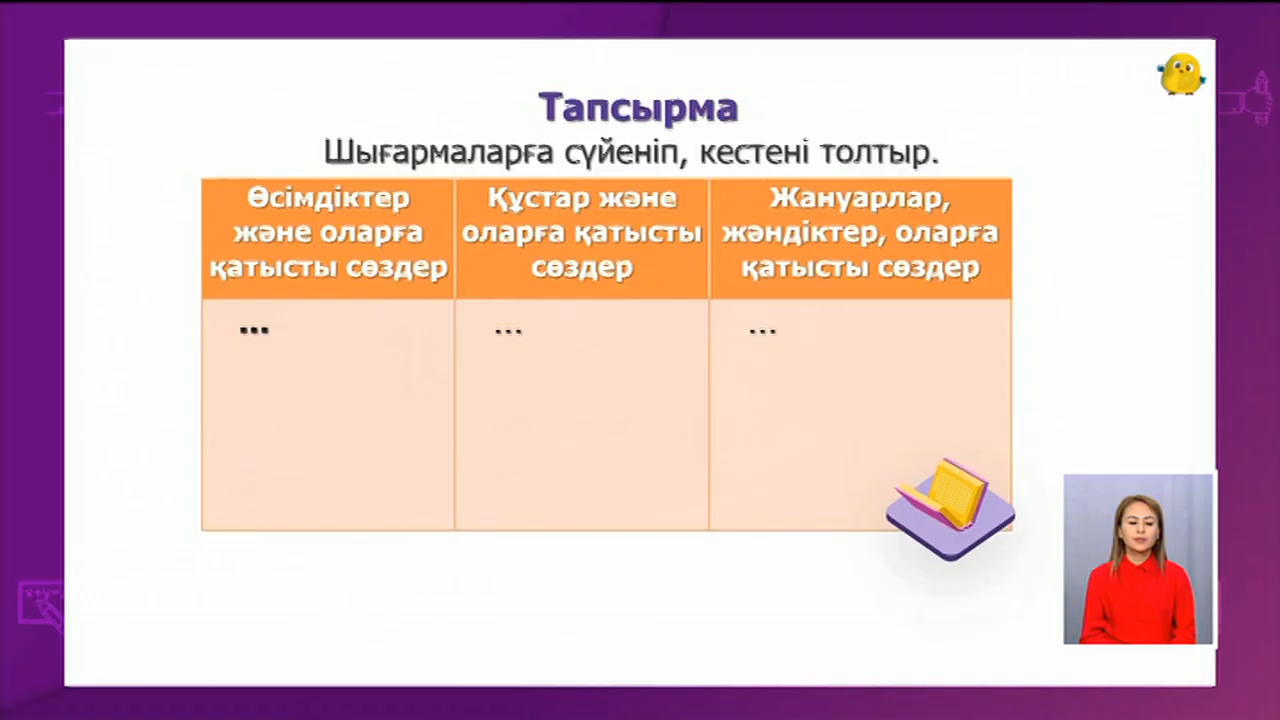 Тапсырма
Шығармаларға сүйеніп, кестені толтыр.
Өсімдіктер
және оларға
қатысты сөздер
Құстар және
оларға қатысты
сөздер
Жануарлар,
жәндіктер, оларға
қатысты сөздер
...
...
...